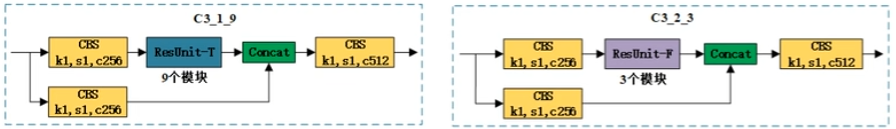 C3_1_9
CBS
k1,s1,c256
ResUnit-T
9个模块
Concat
CBS
k1,s1,c512
CBS
k1,s1,c256
C3_2_3
CBS
k1,s1,c256
ResUnit-F
3个模块
Concat
CBS
k1,s1,c512
CBS
k1,s1,c256